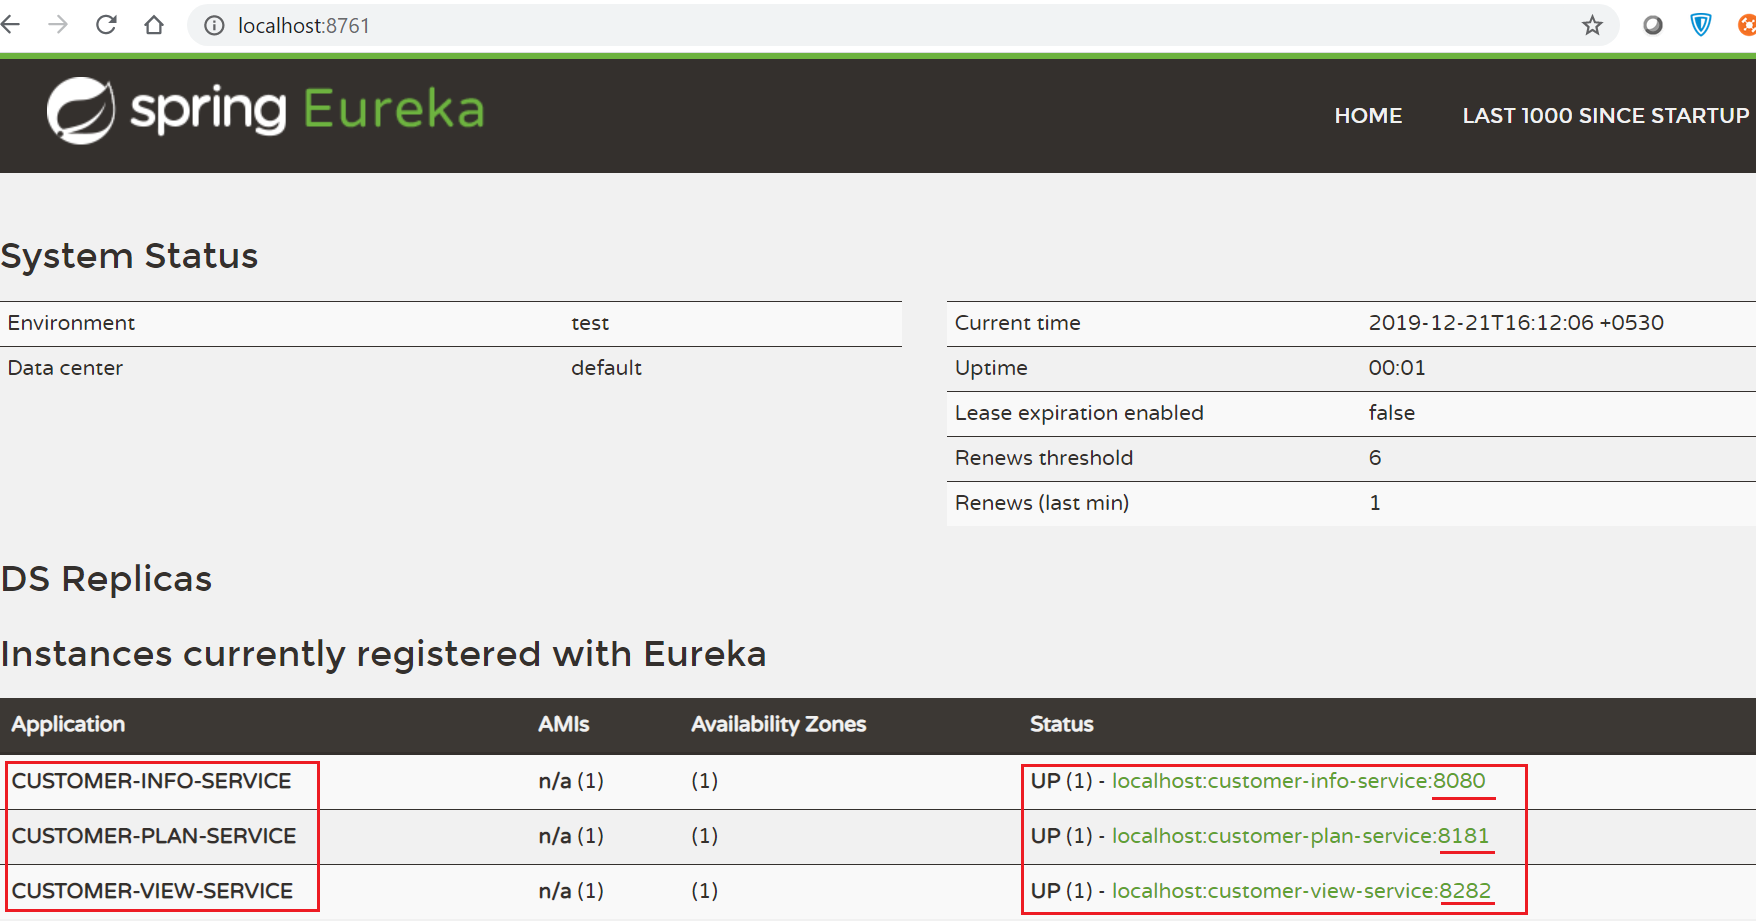 localhost:8761
spring Eureka
HOME LAST 1000 SINCE STARTUP
System Status
Environment test
Data center default
Current time 2019-12-21T16:12:06 +0530
Uptime 00:01
Lease expiration enabled false
Renews threshold 6
Renews (last min) 1
DS Replicas
Instances currently registered with Eureka
Application AMIs Availability Zones Status
CUSTOMER-INFO-SERVICE n/a (1) (1) UP (1) - localhost:customer-info-service:8080
CUSTOMER-PLAN-SERVICE n/a (1) (1) UP (1) - localhost:customer-plan-service:8181
CUSTOMER-VIEW-SERVICE n/a (1) (1) UP (1) - localhost:customer-view-service:8282